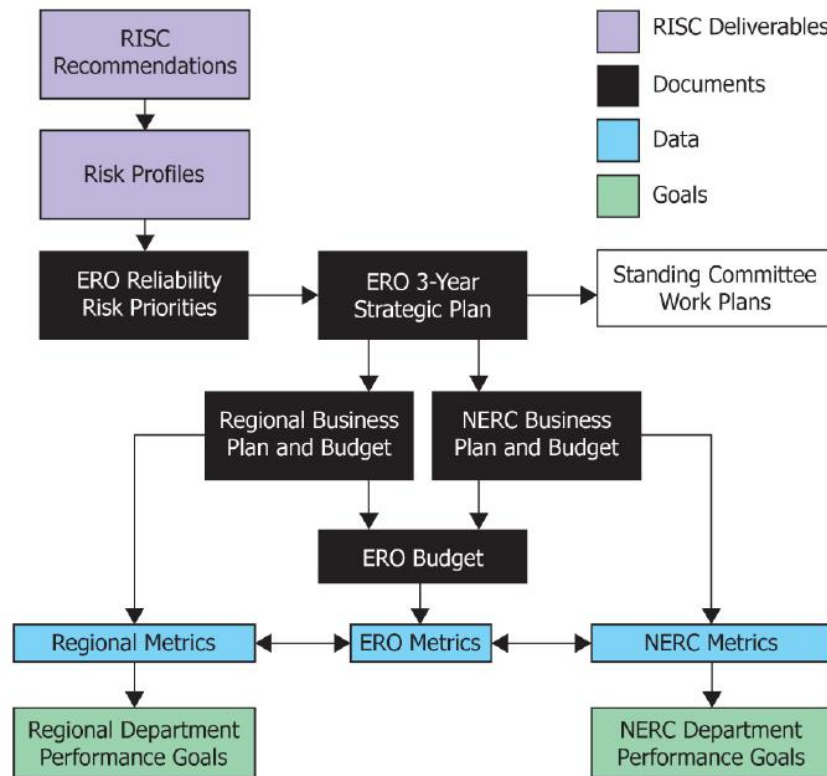 RISC
Recommendations
RISC Deliverables
Documents
Risk Profiles
Data
Goals
ERO Reliability
Risk Priorities
ERO 3-Year
Strategic Plan
Standing Committee
Work Plans
Regional Business
Plan and Budget
NERC Business
Plan and Budget
ERO Budget
Regional Metrics
ERO Metrics
NERC Metrics
Regional Department
Performance Goals
NERC Department
Performance Goals